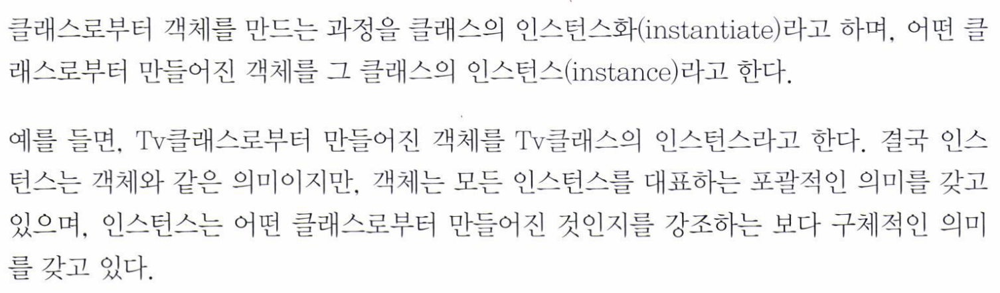 클래스로부터 객체를 만드는 과정을 클래스의 인스턴스화(instantiate)라고 하며, 어떤 클
래스로부터 만들어진 객체를 그 클래스의 인스턴스(instance)라고 한다.
예를 들면, Tv클래스로부터 만들어진 객체를 Tv클래스의 인스턴스라고 한다. 결국 인스
턴스는 객체와 같은 의미이지만, 객체는 모든 인스턴스를 대표하는 포괄적인 의미를 갖고
있으며, 인스턴스는 어떤 클래스로부터 만들어진 것인지를 강조하는 보다 구체적인 의미
를 갖고 있다.